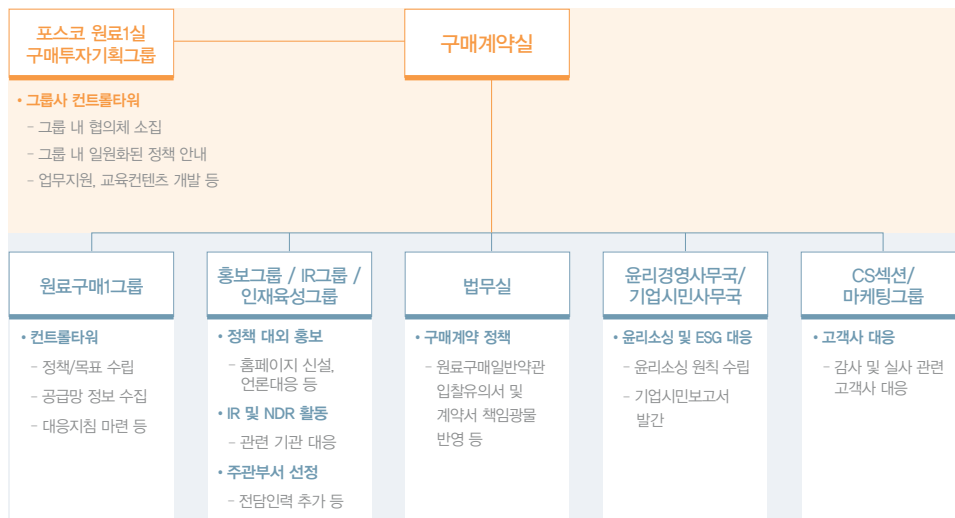 포스코 원료1실
구매투자기획그룹
구매계약실
• 그룹사 컨트롤타워
- 그룹 내 협의체 소집
- 그룹 내 일원화된 정책 안내
- 업무지원, 교육컨텐츠 개발 등
원료구매1그룹
• 컨트롤타워
- 정책/목표 수립
- 공급망 정보 수집
- 대응지침 마련 등
홍보그룹 / IR그룹 /
인재육성그룹
• 정책 대외 홍보
- 홈페이지 신설,
언론대응 등
• IR 및 NDR 활동
- 관련 기관 대응
• 주관부서 선정
- 전담인력 추가 등
법무실
• 구매계약 정책
- 원료구매일반약관
입찰유의서 및
계약서 책임광물
반영 등
윤리경영사무국/
기업시민사무국
• 윤리소싱 및 ESG 대응
- 윤리소싱 원칙 수립
- 기업시민보고서
발간
CS섹션/
마케팅그룹
• 고객사 대응
- 감사 및 실사 관련
고객사 대응